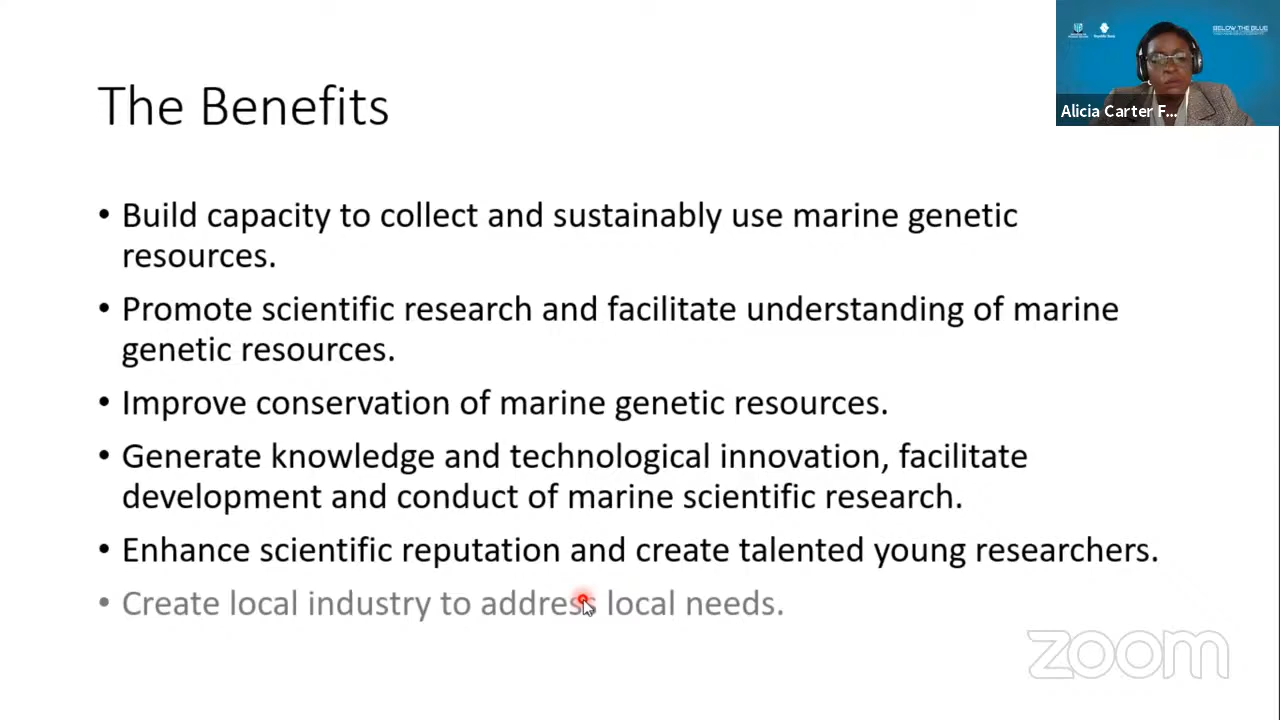 The Benefits
BELOW THE BLUE
Alicia Carter F...
• Build capacity to collect and sustainably use marine genetic
resources.
• Promote scientific research and facilitate understanding of marine
genetic resources.
• Improve conservation of marine genetic resources.
• Generate knowledge and technological innovation, facilitate
development and conduct of marine scientific research.
• Enhance scientific reputation and create talented young researchers.
• Create local industry to address local needs.
zoom